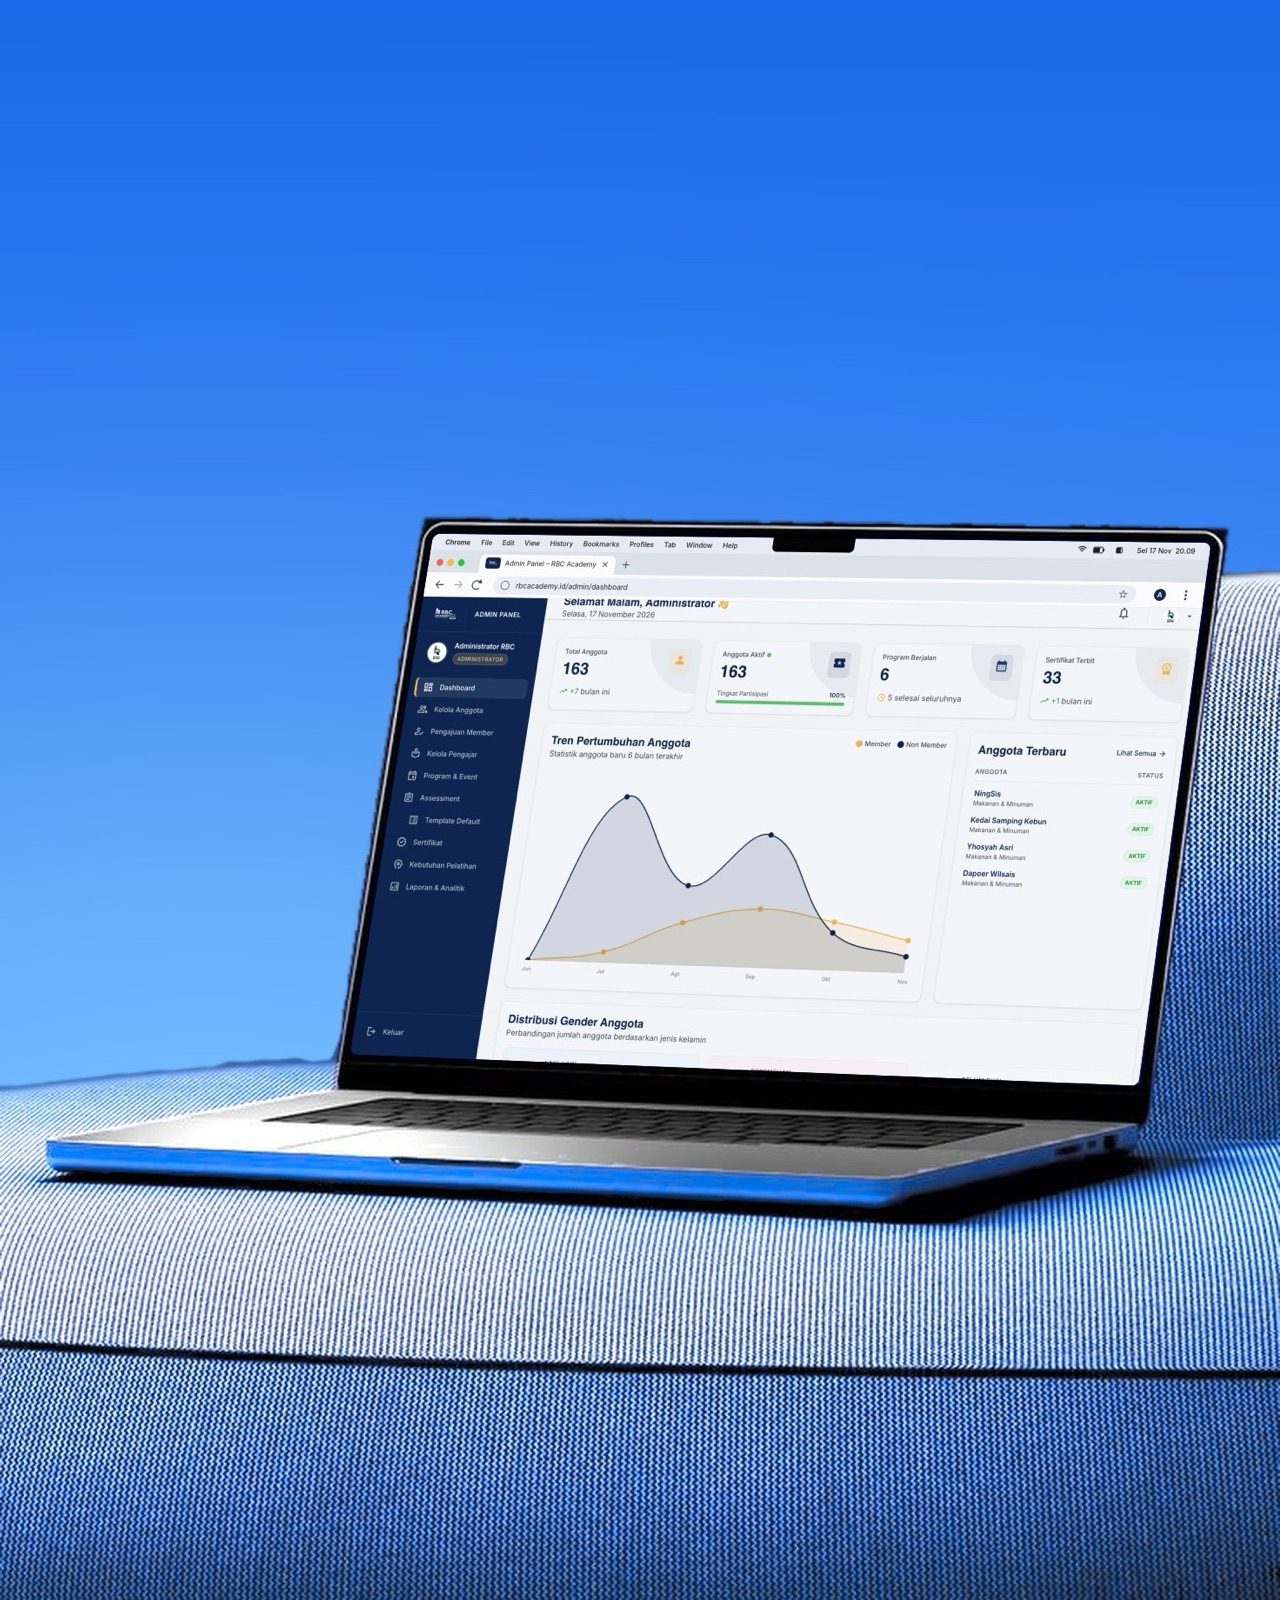 Chrome File Edit View History Bookmarks Profiles Tab Window Help
Sel 17 Nov 20.09
Admin Panel – RBC Academy
rbcacademy.id/admin/dashboard
A
RBC
ADMIN PANEL
Administrator RBC
ADMINISTRATOR
Dashboard
Kelola Anggota
Pengajuan Member
Kelola Pengajar
Program & Event
Assessment
Template Default
Sertifikat
Kebutuhan Pelatihan
Laporan & Analitik
Keluar
Selamat Malam, Administrator 👋
Selasa, 17 November 2026
Total Anggota
163
+7 bulan ini
Anggota Aktif
163
Tingkat Partisipasi 100%
Program Berjalan
6
5 selesai seluruhnya
Sertifikat Terbit
33
+1 bulan ini
Tren Pertumbuhan Anggota
Statistik anggota baru 6 bulan terakhir
Member Non Member
Jun Jul Agt Sep Okt Nov
Anggota Terbaru
Lihat Semua →
ANGGOTA STATUS
NingSis
Makanan & Minuman
AKTIF
Kedai Samping Kebun
Makanan & Minuman
AKTIF
Yhosyah Asri
Makanan & Minuman
AKTIF
Dapoer Wilsais
Makanan & Minuman
AKTIF
Distribusi Gender Anggota
Perbandingan jumlah anggota berdasarkan jenis kelamin